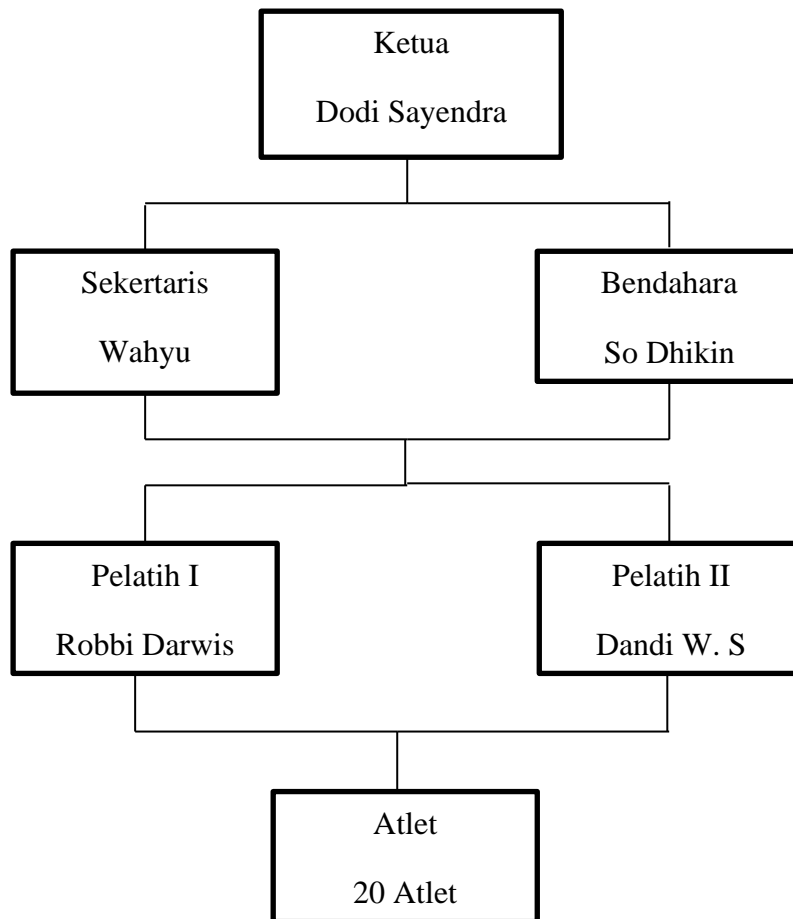 Ketua
Dodi Sayendra
Sekertaris
Wahyu
Bendahara
So Dhikin
Pelatih I
Robbi Darwis
Pelatih II
Dandi W. S
Atlet
20 Atlet